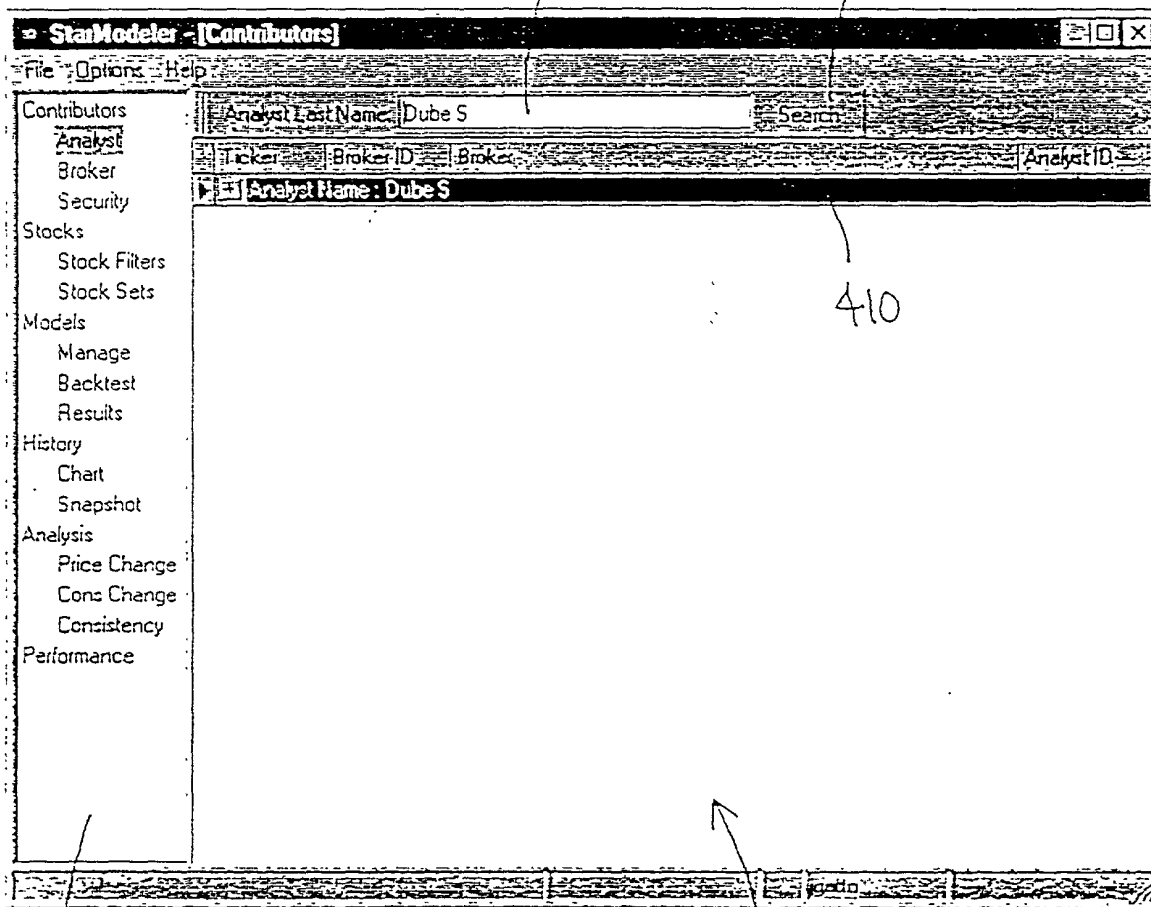 StarModeler - [Contributors]
File Options Help
Contributors
Analyst
Broker
Security
Stocks
Stock Filters
Stock Sets
Models
Manage
Backtest
Results
History
Chart
Snapshot
Analysis
Price Change
Cons Change
Consistency
Performance
Analyst Last Name: Dube S Search
Ticker Broker ID Broker Analyst ID
Analyst Name : Dube S
410